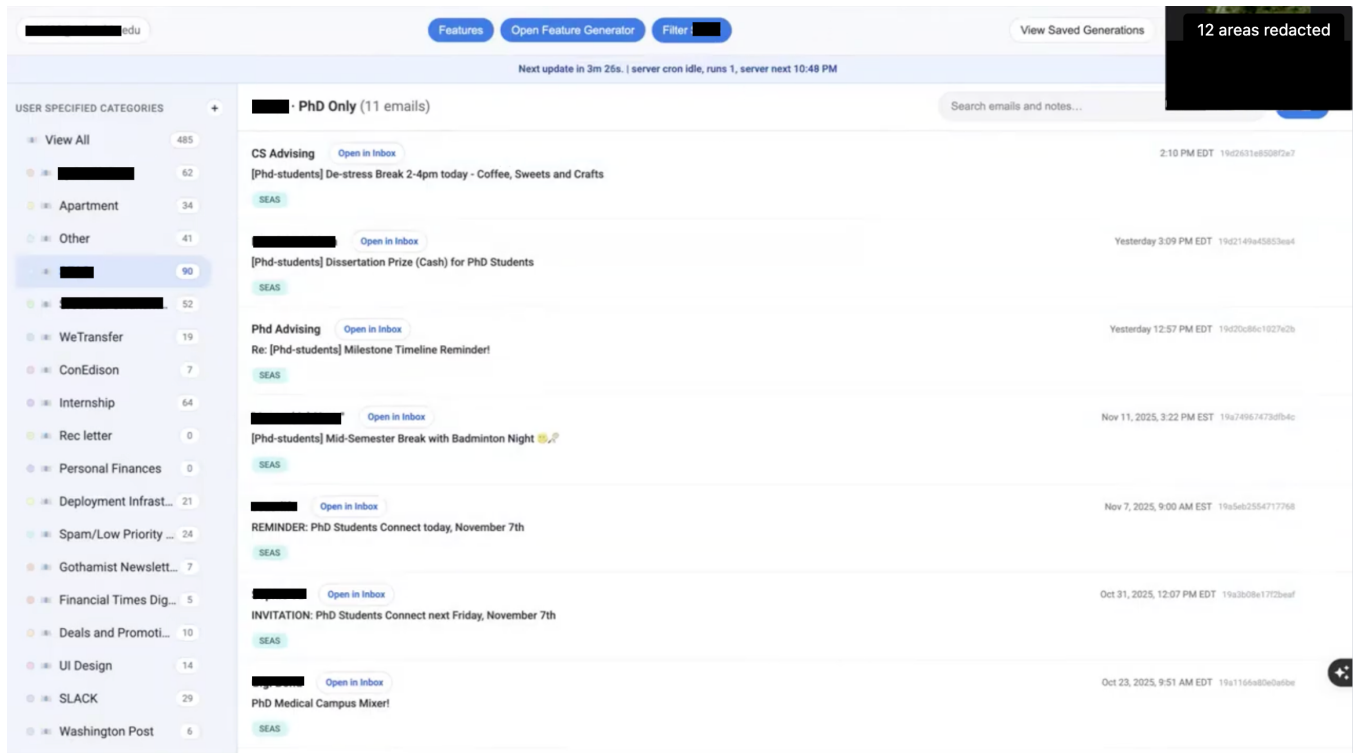 edu
Features
Open Feature Generator
Filter
View Saved Generations
12 areas redacted
Next update in 3m 26s. | server cron idle, runs 1, server next 10:48 PM
USER SPECIFIED CATEGORIES +
View All 485
62
Apartment 34
Other 41
90
52
WeTransfer 19
ConEdison 7
Internship 64
Rec letter 0
Personal Finances 0
Deployment Infrast... 21
Spam/Low Priority ... 24
Gothamist Newslett... 7
Financial Times Dig... 5
Deals and Promoti... 10
UI Design 14
SLACK 29
Washington Post 6
· PhD Only (11 emails)
Search emails and notes...
CS Advising Open in Inbox 2:10 PM EDT
[Phd-students] De-stress Break 2-4pm today - Coffee, Sweets and Crafts
SEAS
Open in Inbox Yesterday 3:09 PM EDT
[Phd-students] Dissertation Prize (Cash) for PhD Students
SEAS
Phd Advising Open in Inbox Yesterday 12:57 PM EDT
Re: [Phd-students] Milestone Timeline Reminder!
SEAS
Open in Inbox Nov 11, 2025, 3:22 PM EST
[Phd-students] Mid-Semester Break with Badminton Night
SEAS
Open in Inbox Nov 7, 2025, 9:00 AM EST
REMINDER: PhD Students Connect today, November 7th
SEAS
Open in Inbox Oct 31, 2025, 12:07 PM EDT
INVITATION: PhD Students Connect next Friday, November 7th
SEAS
Open in Inbox Oct 23, 2025, 9:51 AM EDT
PhD Medical Campus Mixer!
SEAS